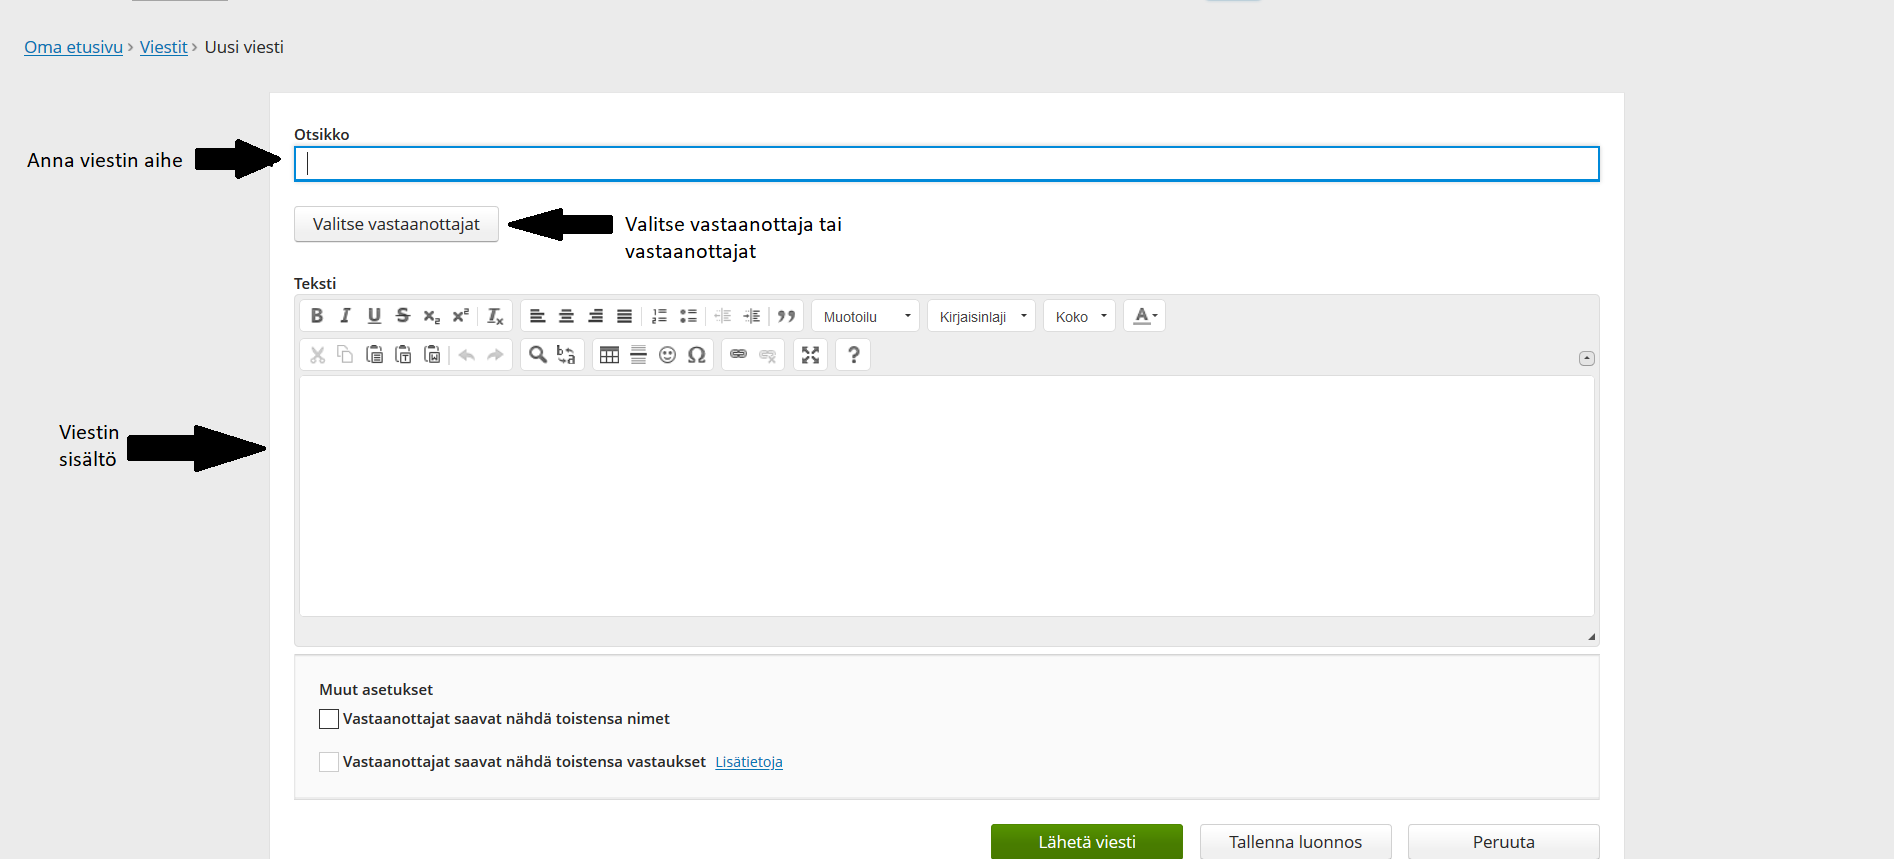 Oma etusivu › Viestit › Uusi viesti
Otsikko
Anna viestin aihe
Valitse vastaanottajat
Valitse vastaanottaja tai
vastaanottajat
Teksti
Muotoilu Kirjaisinlaji Koko
Viestin
sisältö
Muut asetukset
Vastaanottajat saavat nähdä toistensa nimet
Vastaanottajat saavat nähdä toistensa vastaukset Lisätietoja
Lähetä viesti Tallenna luonnos Peruuta